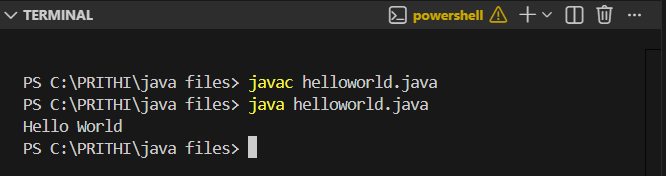 TERMINAL powershell
PS C:\PRITHI\java files> javac helloworld.java
PS C:\PRITHI\java files> java helloworld.java
Hello World
PS C:\PRITHI\java files>